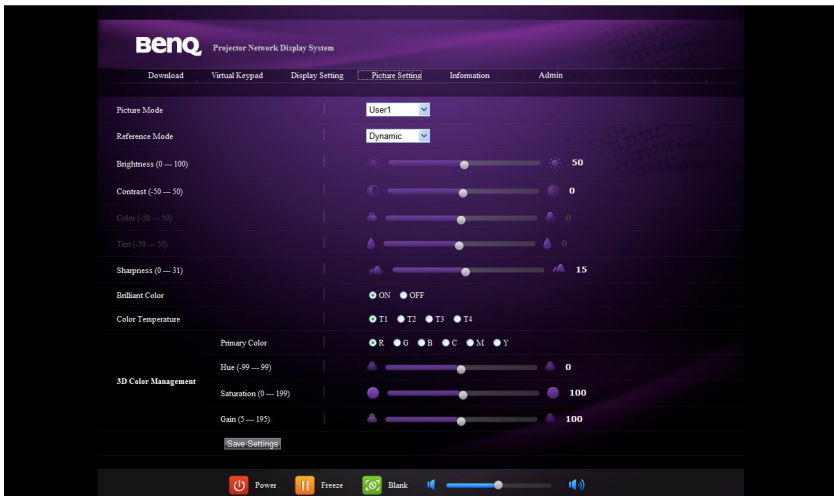 BenQ Projector Network Display System
Download Virtual Keypad Display Setting Picture Setting Information Admin
Picture Mode User1
Reference Mode Dynamic
Brightness (0 --- 100) 50
Contrast (-50 --- 50) 0
Color (-50 --- 50) 0
Tint (-50 --- 50) 0
Sharpness (0 --- 31) 15
Brilliant Color ON OFF
Color Temperature T1 T2 T3 T4
Primary Color R G B C M Y
Hue (-99 --- 99) 0
3D Color Management
Saturation (0 --- 199) 100
Gain (5 --- 195) 100
Save Settings
Power Freeze Blank